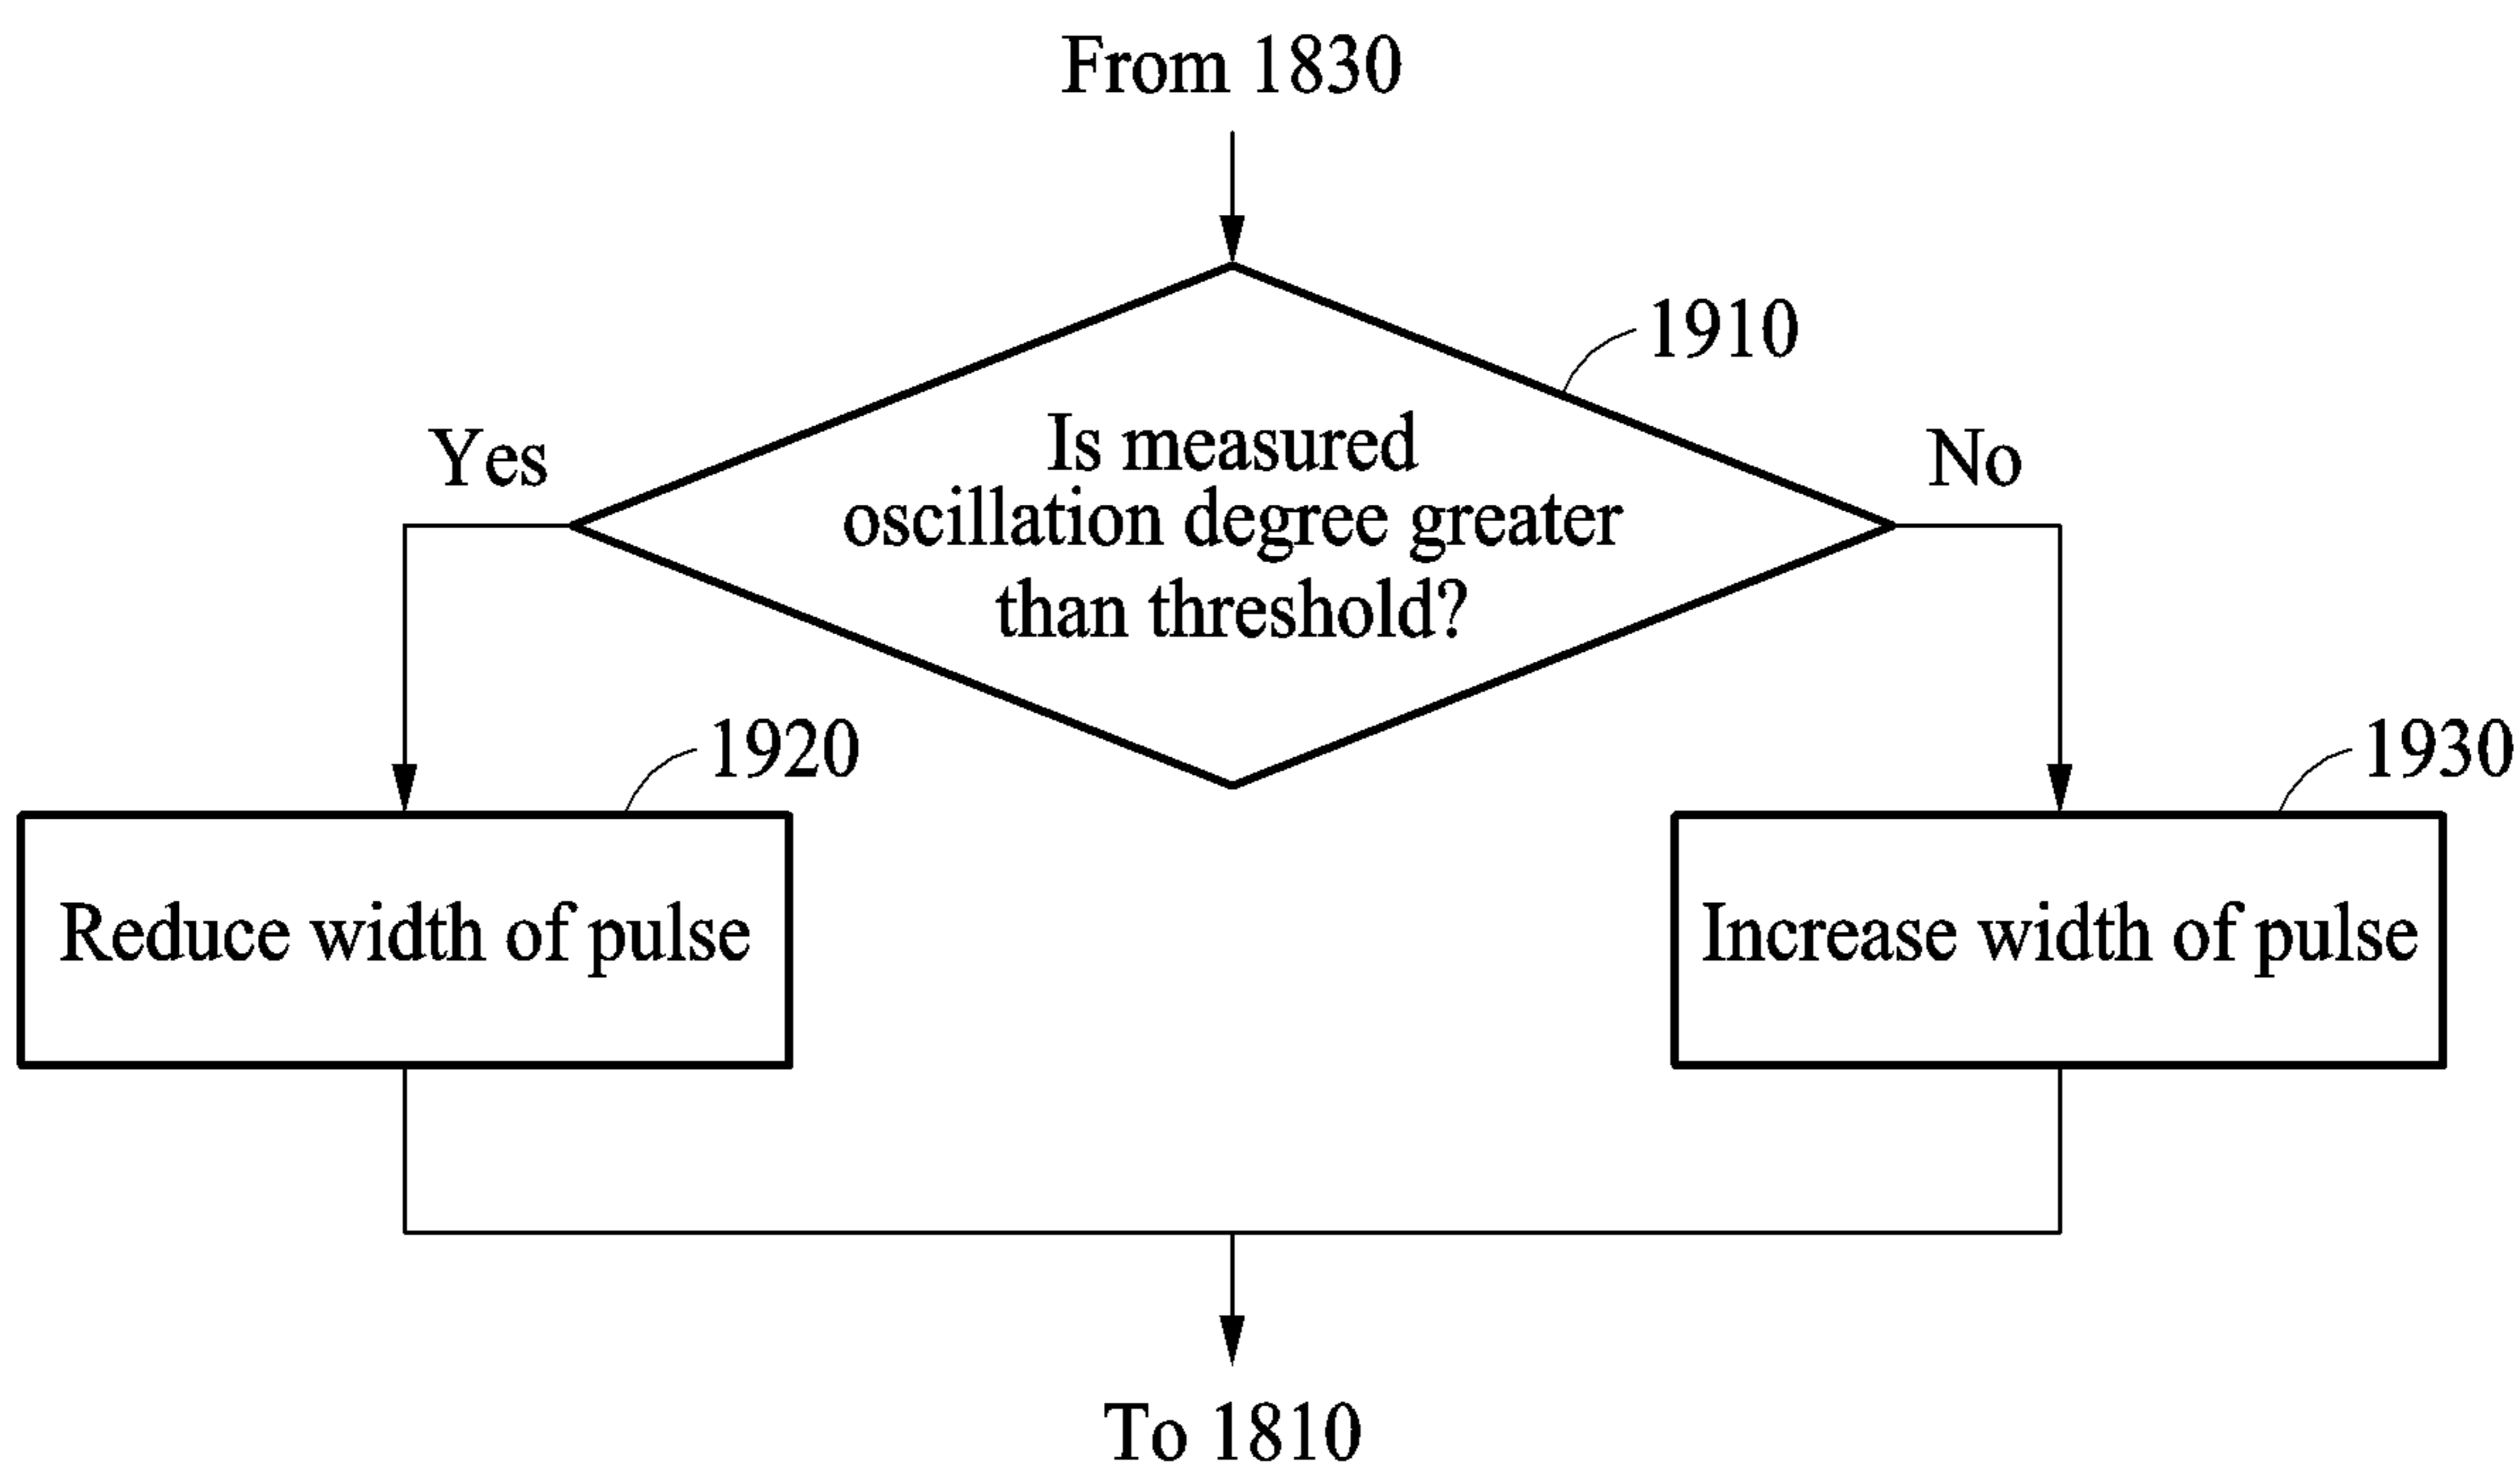 From 1830
1910
Yes
No
Is measured
oscillation degree greater
than threshold?
1920
1930
Reduce width of pulse
Increase width of pulse
To 1810